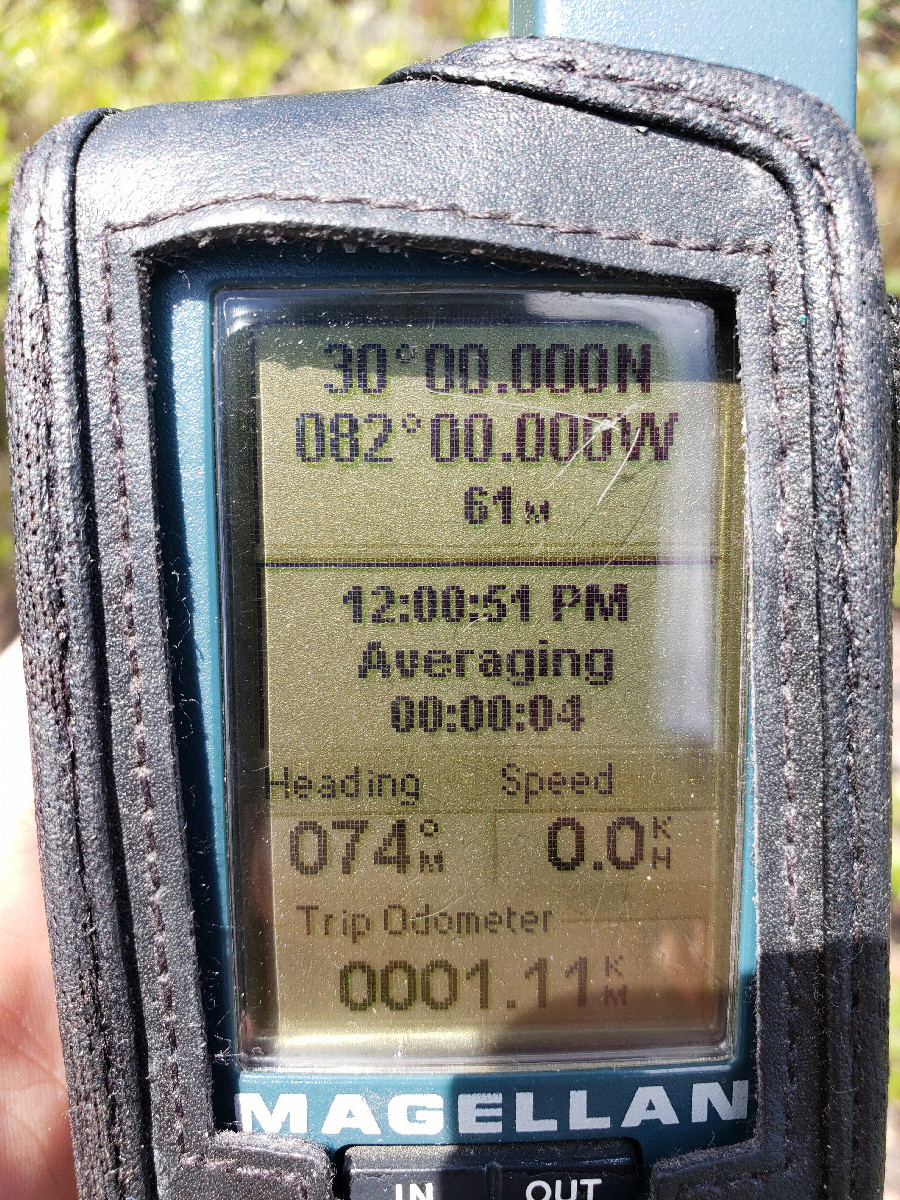 30°00.000N
082°00.000W
61M
12:00:51 PM
Averaging
00:00:04
Heading Speed
074°M 0.0KH
Trip Odometer
0001.11KM
MAGELLAN
IN OUT